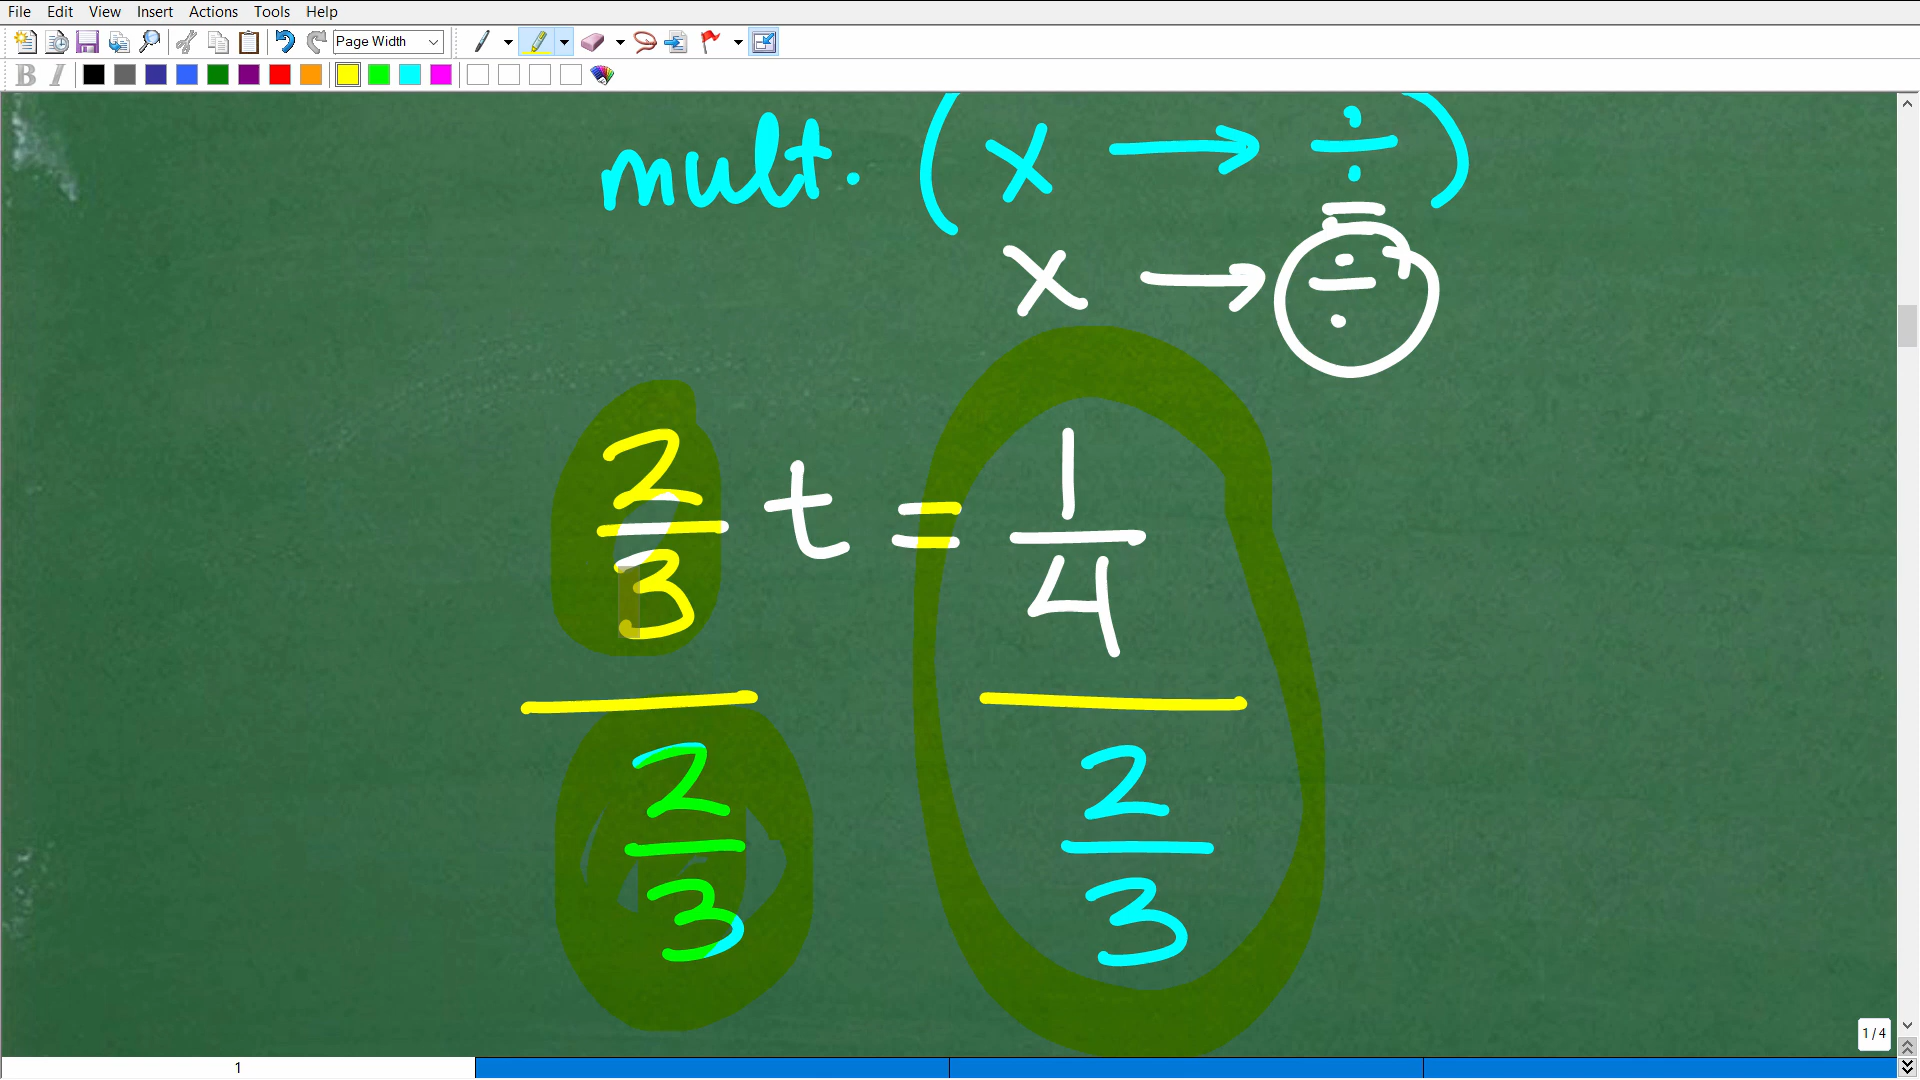 File Edit View Insert Actions Tools Help
Page Width
B I
mult. ( x → ÷ )
x → ÷
2/3 t = 1/4
2/3 2/3
1 / 4
1